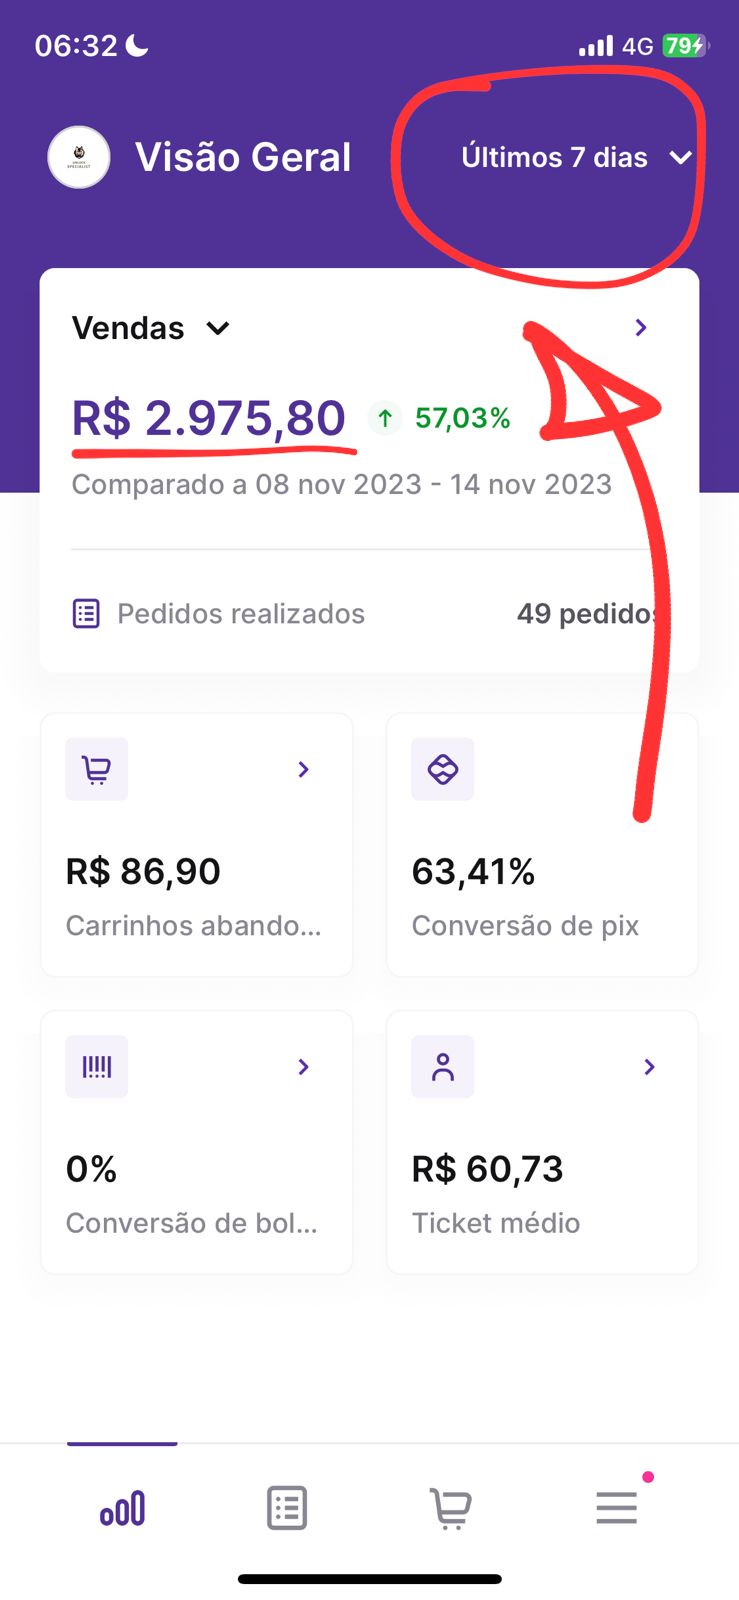 06:32
4G
79
Visão Geral
Últimos 7 dias
Vendas
R$ 2.975,80
57,03%
Comparado a 08 nov 2023 - 14 nov 2023
Pedidos realizados
49 pedidos
R$ 86,90
Carrinhos abando...
63,41%
Conversão de pix
0%
Conversão de bol...
R$ 60,73
Ticket médio